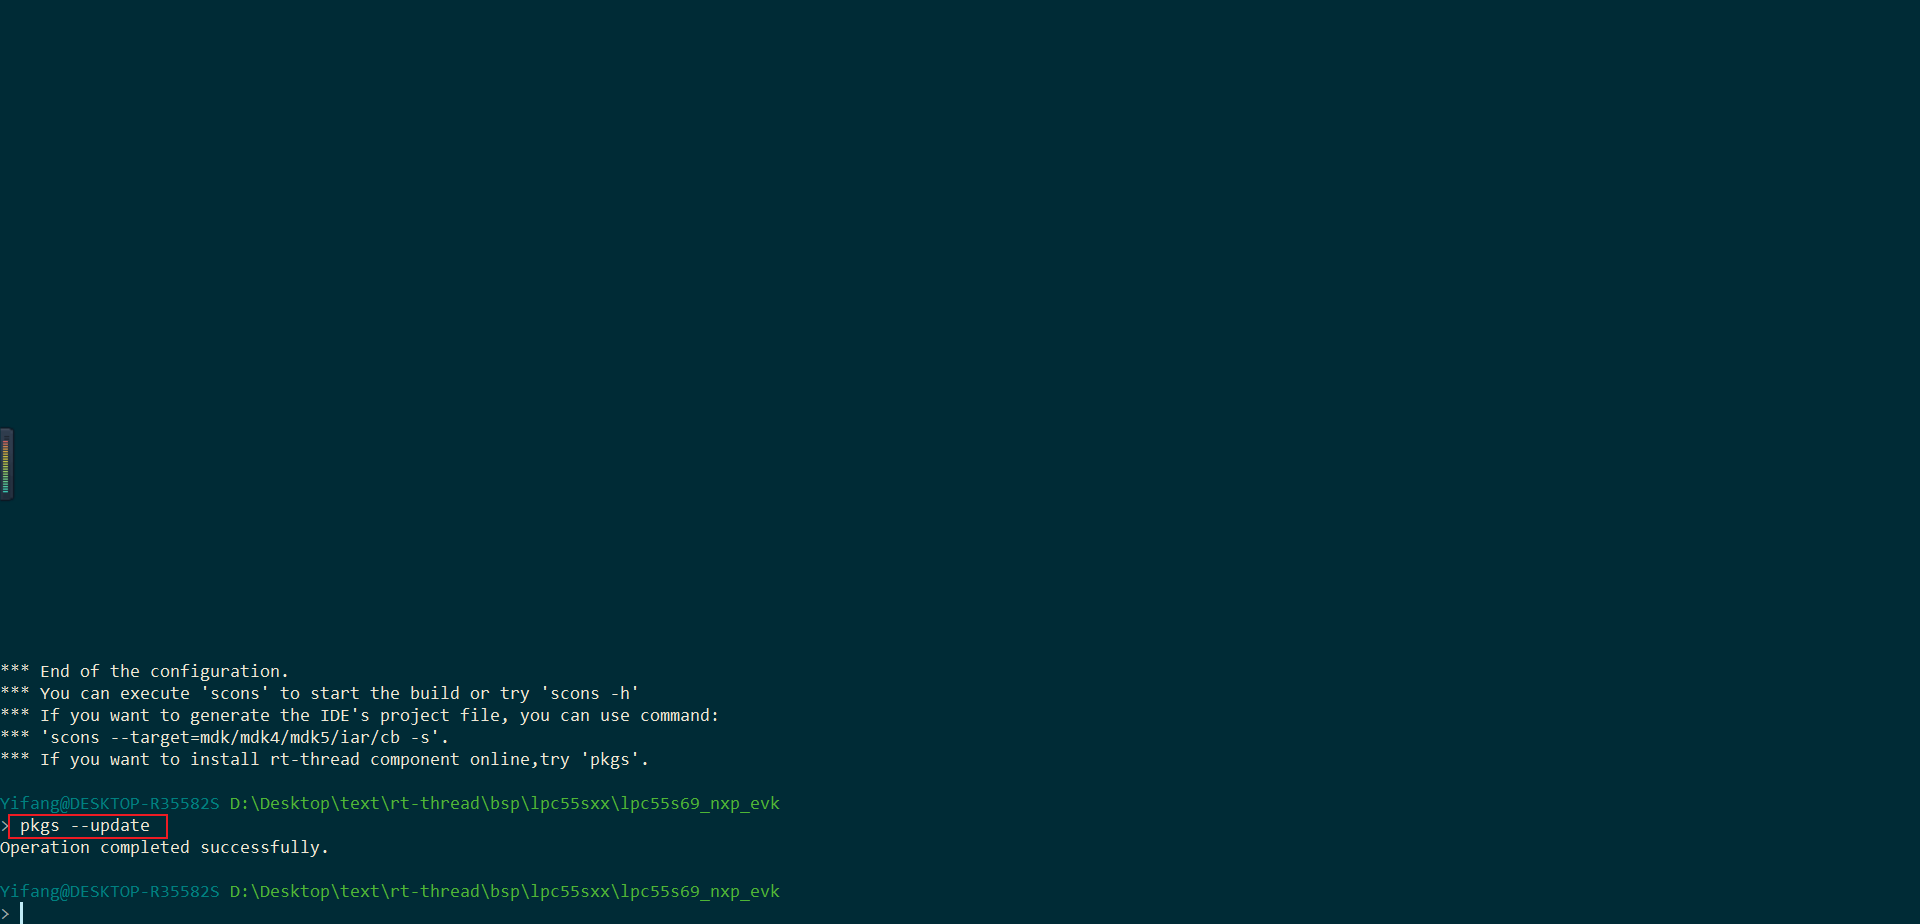 *** End of the configuration.
*** You can execute 'scons' to start the build or try 'scons -h'
*** If you want to generate the IDE's project file, you can use command:
*** 'scons --target=mdk/mdk4/mdk5/iar/cb -s'.
*** If you want to install rt-thread component online,try 'pkgs'.
Yifang@DESKTOP-R35582S D:\Desktop\text\rt-thread\bsp\lpc55sxx\lpc55s69_nxp_evk
> pkgs --update
Operation completed successfully.
Yifang@DESKTOP-R35582S D:\Desktop\text\rt-thread\bsp\lpc55sxx\lpc55s69_nxp_evk
>